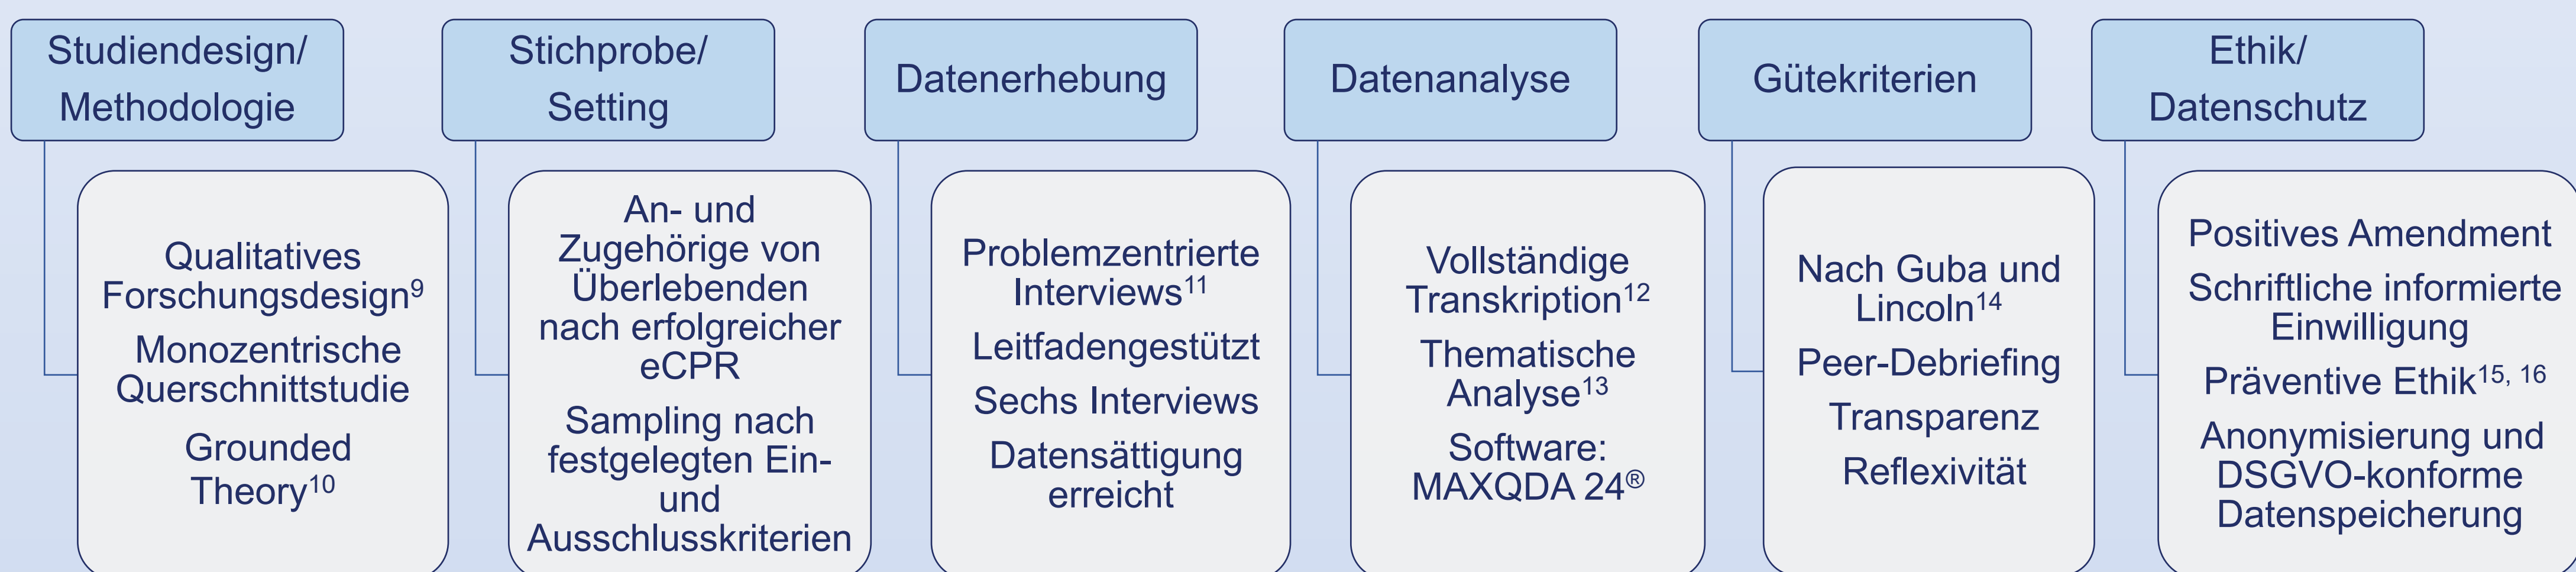 Studiendesign/
Methodologie
Qualitatives
Forschungsdesign⁹
Monozentrische
Querschnittstudie
Grounded
Theory¹⁰
Stichprobe/
Setting
An- und
Zugehörige von
Überlebenden
nach erfolgreicher
eCPR
Sampling nach
festgelegten Ein-
und
Ausschlusskriterien
Datenerhebung
Problemzentrierte
Interviews¹¹
Leitfadengestützt
Sechs Interviews
Datensättigung
erreicht
Datenanalyse
Vollständige
Transkription¹²
Thematische
Analyse¹³
Software:
MAXQDA 24®
Gütekriterien
Nach Guba und
Lincoln¹⁴
Peer-Debriefing
Transparenz
Reflexivität
Ethik/
Datenschutz
Positives Amendment
Schriftliche informierte
Einwilligung
Präventive Ethik¹⁵, ¹⁶
Anonymisierung und
DSGVO-konforme
Datenspeicherung